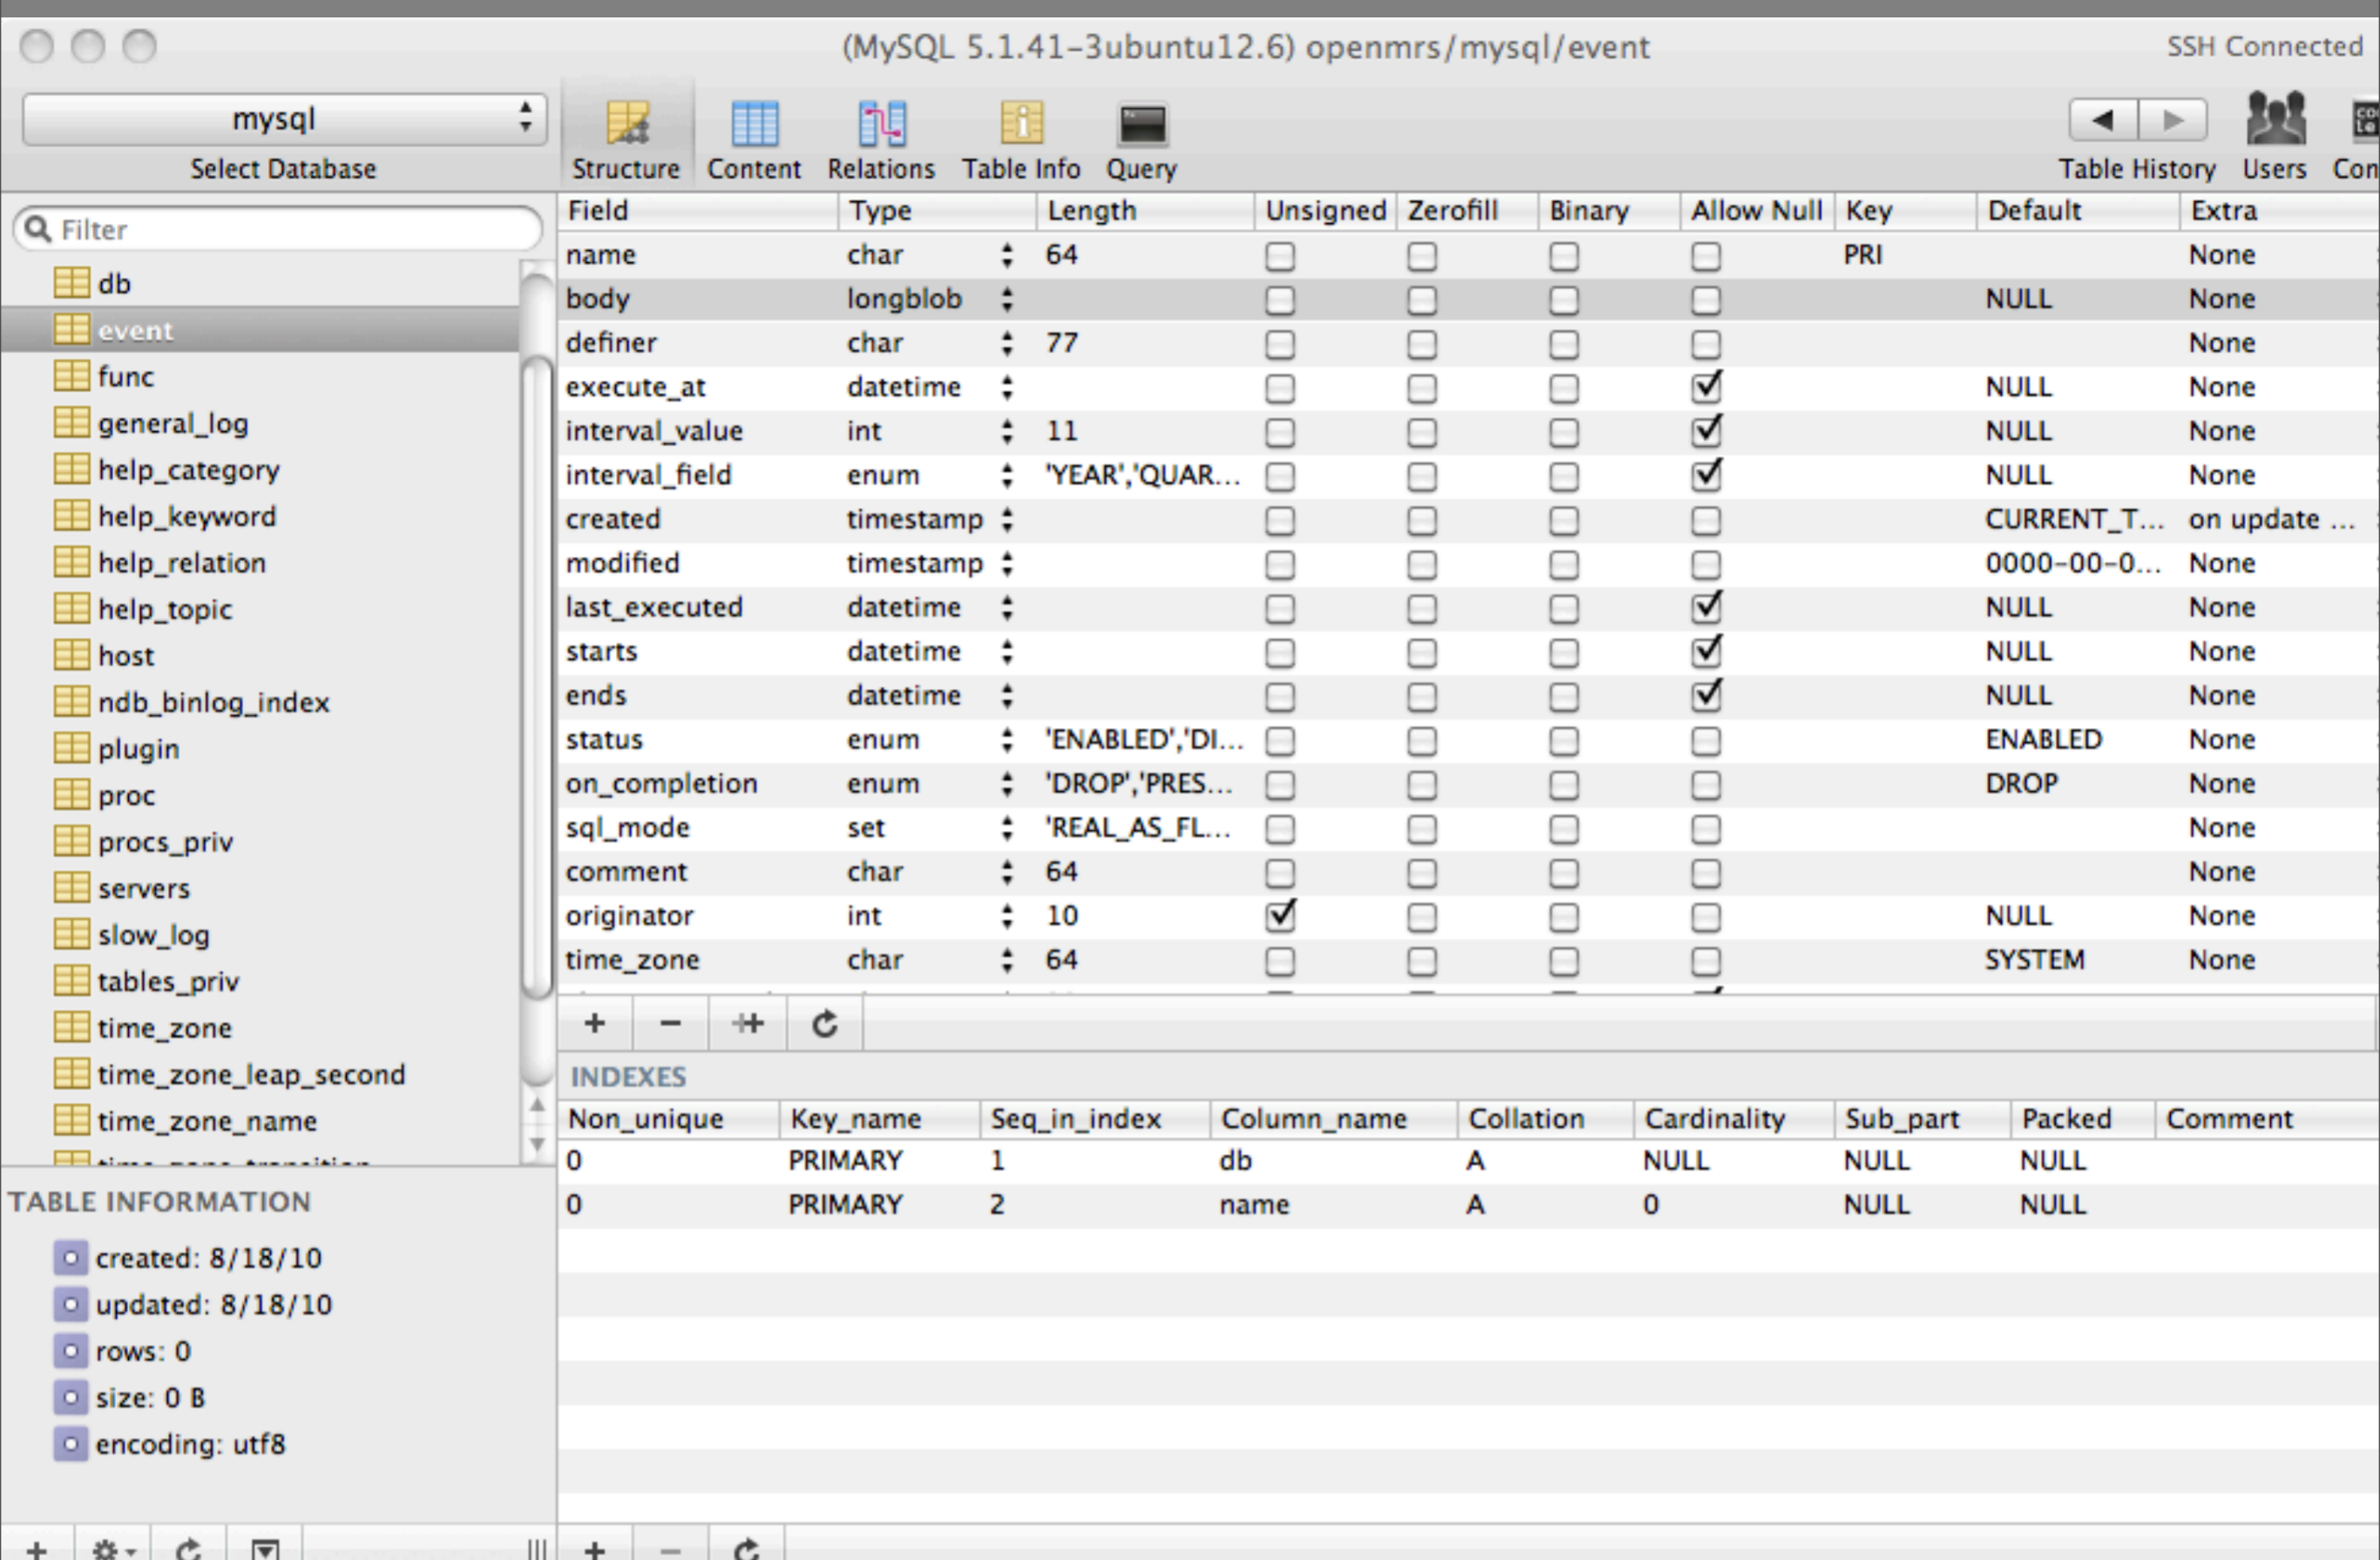 (MySQL 5.1.41-3ubuntu12.6) openmrs/mysql/event
SSH Connected
mysql
Select Database
Structure
Content
Relations
Table Info
Query
Table History
Users
Con
Filter
db
event
func
general_log
help_category
help_keyword
help_relation
help_topic
host
ndb_binlog_index
plugin
proc
procs_priv
servers
slow_log
tables_priv
time_zone
time_zone_leap_second
time_zone_name
time_zone_transition
TABLE INFORMATION
created: 8/18/10
updated: 8/18/10
rows: 0
size: 0 B
encoding: utf8
Field Type Length Unsigned Zerofill Binary Allow Null Key Default Extra
name char 64 PRI None
body longblob NULL None
definer char 77 None
execute_at datetime NULL None
interval_value int 11 NULL None
interval_field enum 'YEAR','QUAR... NULL None
created timestamp CURRENT_T... on update ...
modified timestamp 0000-00-0... None
last_executed datetime NULL None
starts datetime NULL None
ends datetime NULL None
status enum 'ENABLED','DI... ENABLED None
on_completion enum 'DROP','PRES... DROP None
sql_mode set 'REAL_AS_FL... None
comment char 64 None
originator int 10 NULL None
time_zone char 64 SYSTEM None
INDEXES
Non_unique Key_name Seq_in_index Column_name Collation Cardinality Sub_part Packed Comment
0 PRIMARY 1 db A NULL NULL NULL
0 PRIMARY 2 name A 0 NULL NULL